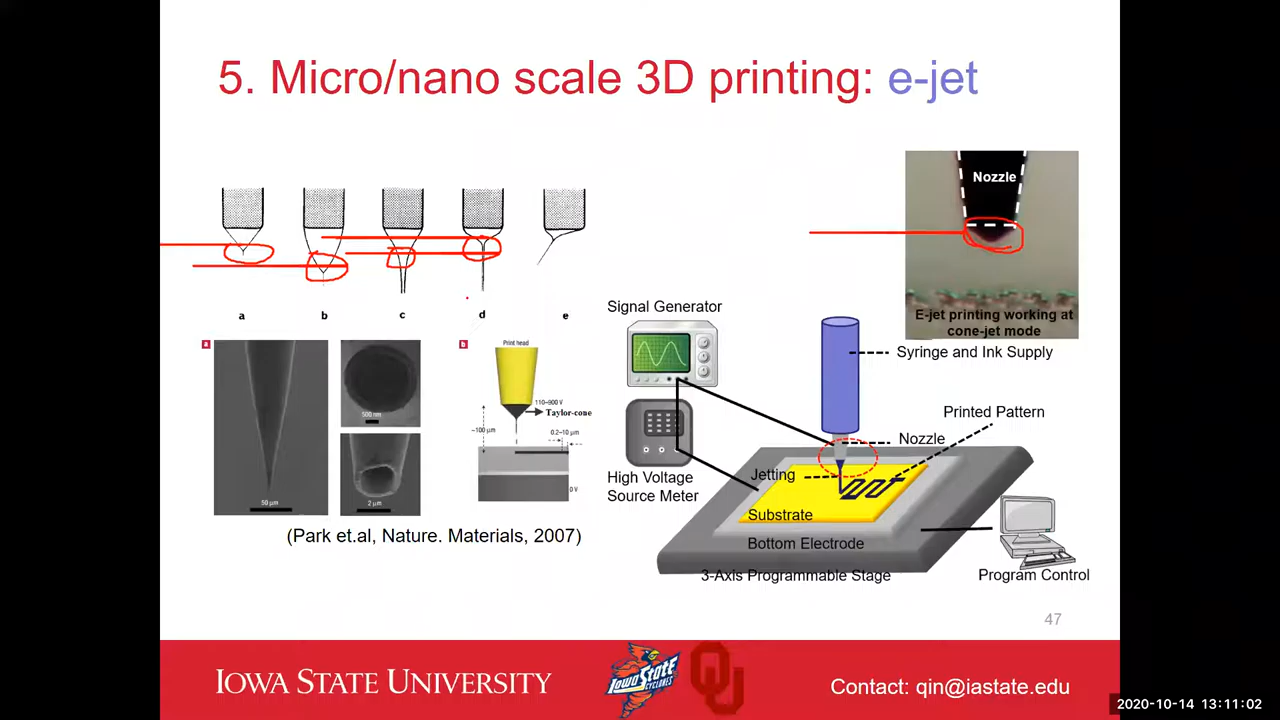 5. Micro/nano scale 3D printing: e-jet
Nozzle
E-jet printing working at
cone-jet mode
a
b
c
d
e
a
500 nm
50 µm
2 µm
b
Print head
110–900 V
Taylor-cone
~100 µm
0.2–10 µm
0 V
(Park et.al, Nature. Materials, 2007)
Signal Generator
High Voltage
Source Meter
Syringe and Ink Supply
Printed Pattern
Nozzle
Jetting
Substrate
Bottom Electrode
3-Axis Programmable Stage
Program Control
47
IOWA STATE UNIVERSITY
IOWA STATE
CYCLONES
Contact: qin@iastate.edu
2020-10-14 13:11:02